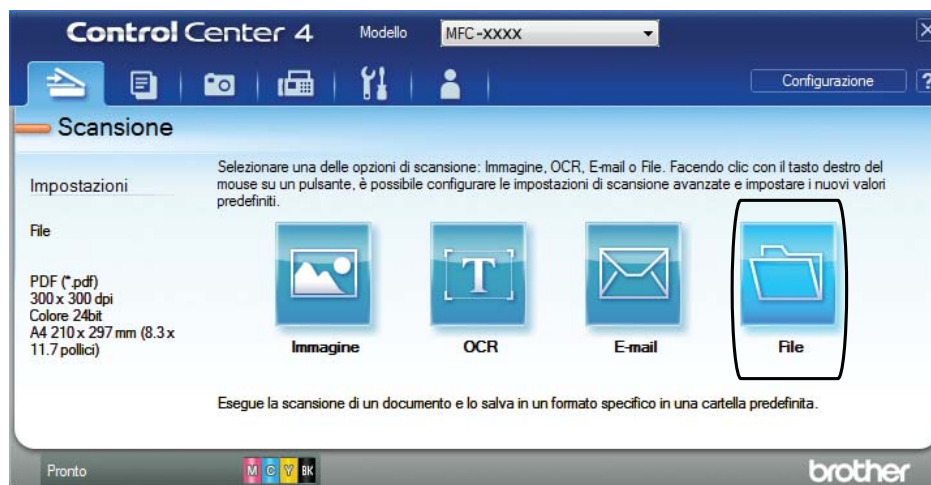 Control Center 4
Modello
MFC-XXXX
Configurazione
?
Scansione
Impostazioni
File
PDF (*.pdf)
300 x 300 dpi
Colore 24bit
A4 210 x 297 mm (8.3 x
11.7 pollici)
Selezionare una delle opzioni di scansione: Immagine, OCR, E-mail o File. Facendo clic con il tasto destro del
mouse su un pulsante, è possibile configurare le impostazioni di scansione avanzate e impostare i nuovi valori
predefiniti.
T
Immagine
OCR
E-mail
File
Esegue la scansione di un documento e lo salva in un formato specifico in una cartella predefinita.
Pronto
M C Y BK
brother